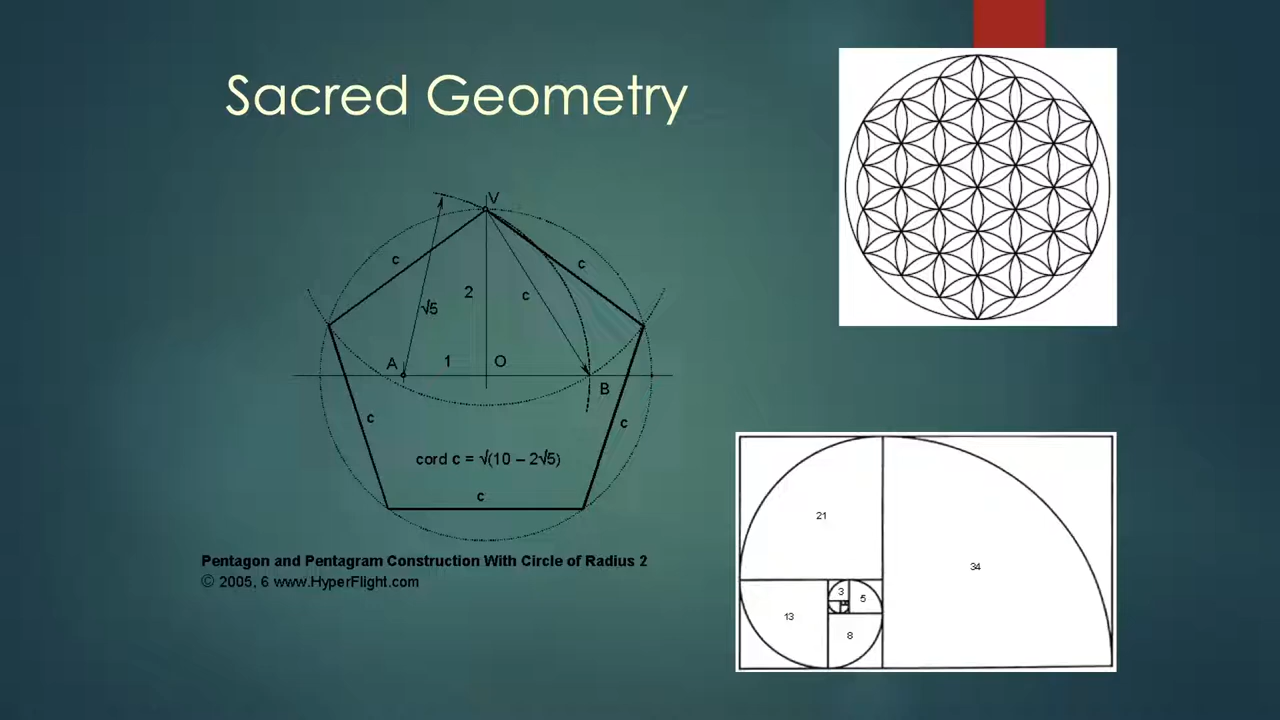 Sacred Geometry
V
c
c
2
c
√5
A
1
O
B
c
c
cord c = √(10 – 2√5)
c
Pentagon and Pentagram Construction With Circle of Radius 2
© 2005, 6 www.HyperFlight.com
21
34
3
5
13
8